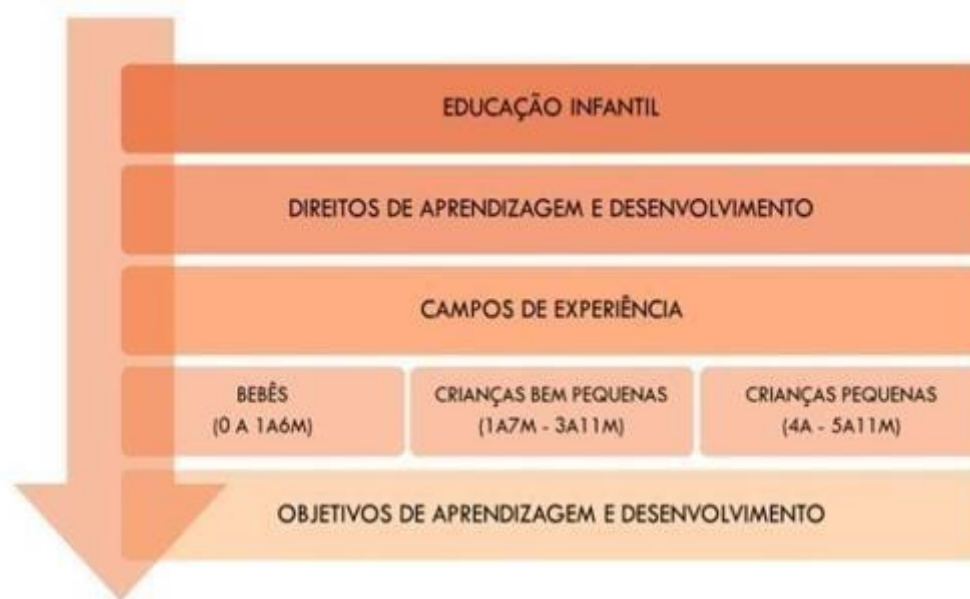 EDUCAÇÃO INFANTIL
DIREITOS DE APRENDIZAGEM E DESENVOLVIMENTO
CAMPOS DE EXPERIÊNCIA
BEBÊS
(0 A 1A6M)
CRIANÇAS BEM PEQUENAS
(1A7M - 3A11M)
CRIANÇAS PEQUENAS
(4A - 5A11M)
OBJETIVOS DE APRENDIZAGEM E DESENVOLVIMENTO